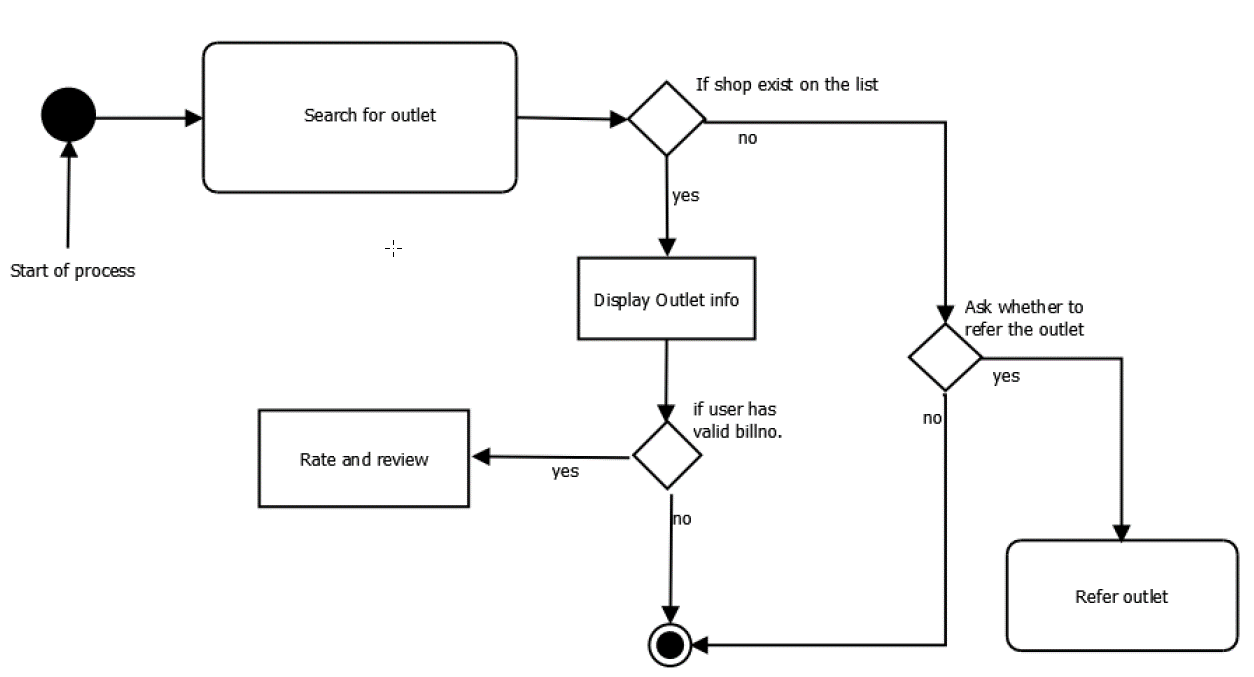 If shop exist on the list
Search for outlet
no
yes
Start of process
Display Outlet info
Ask whether to
refer the outlet
yes
if user has
valid billno.
no
Rate and review
yes
no
Refer outlet